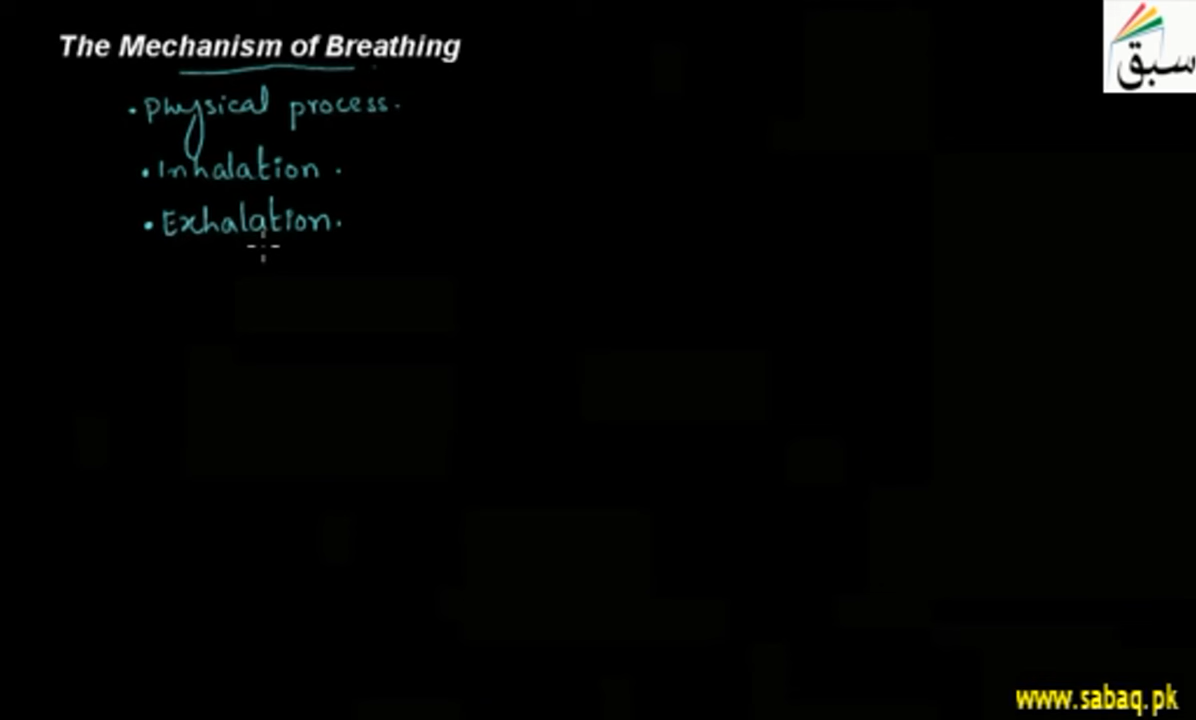 The Mechanism of Breathing
سبق
. Physical process.
. Inhalation .
. Exhalation.
www.sabaq.pk